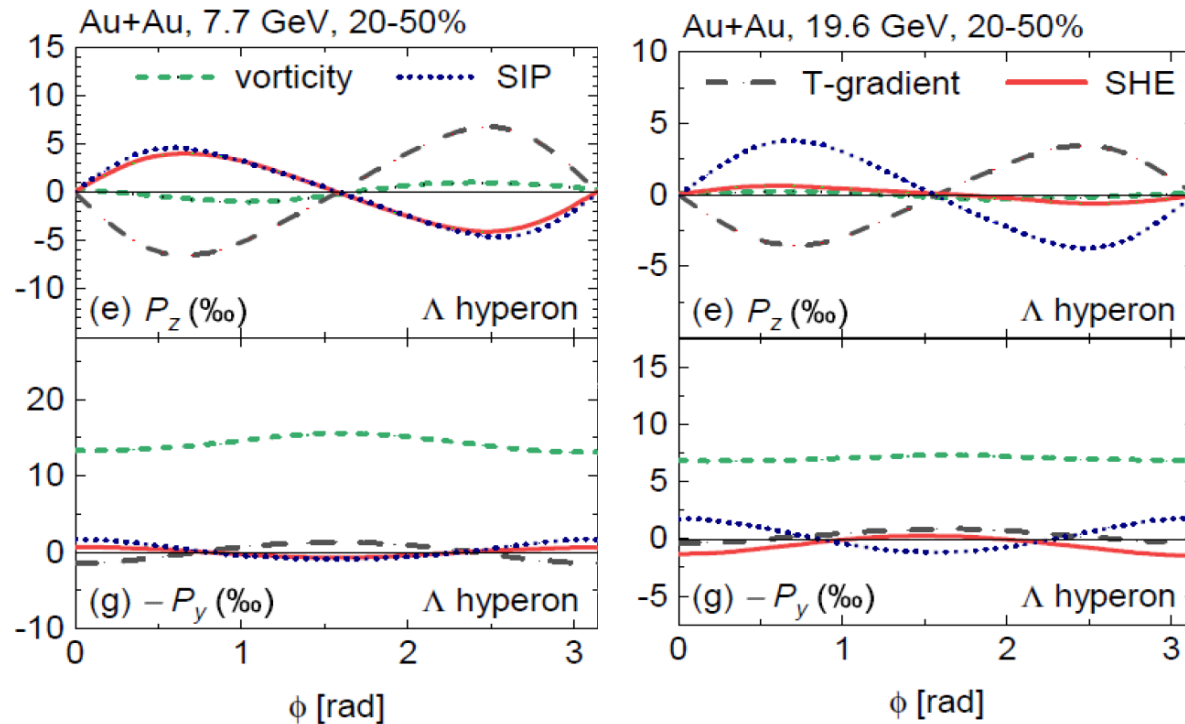 Au+Au, 7.7 GeV, 20-50%
15
10
5
0
-5
-10
vorticity
SIP
(e) P_z (‰)
Λ hyperon
20
10
0
-10
(g) – P_y (‰)
Λ hyperon
0
1
2
3
ϕ [rad]
Au+Au, 19.6 GeV, 20-50%
10
5
0
-5
T-gradient
SHE
(e) P_z (‰)
Λ hyperon
15
10
5
0
-5
(g) – P_y (‰)
Λ hyperon
0
1
2
3
ϕ [rad]